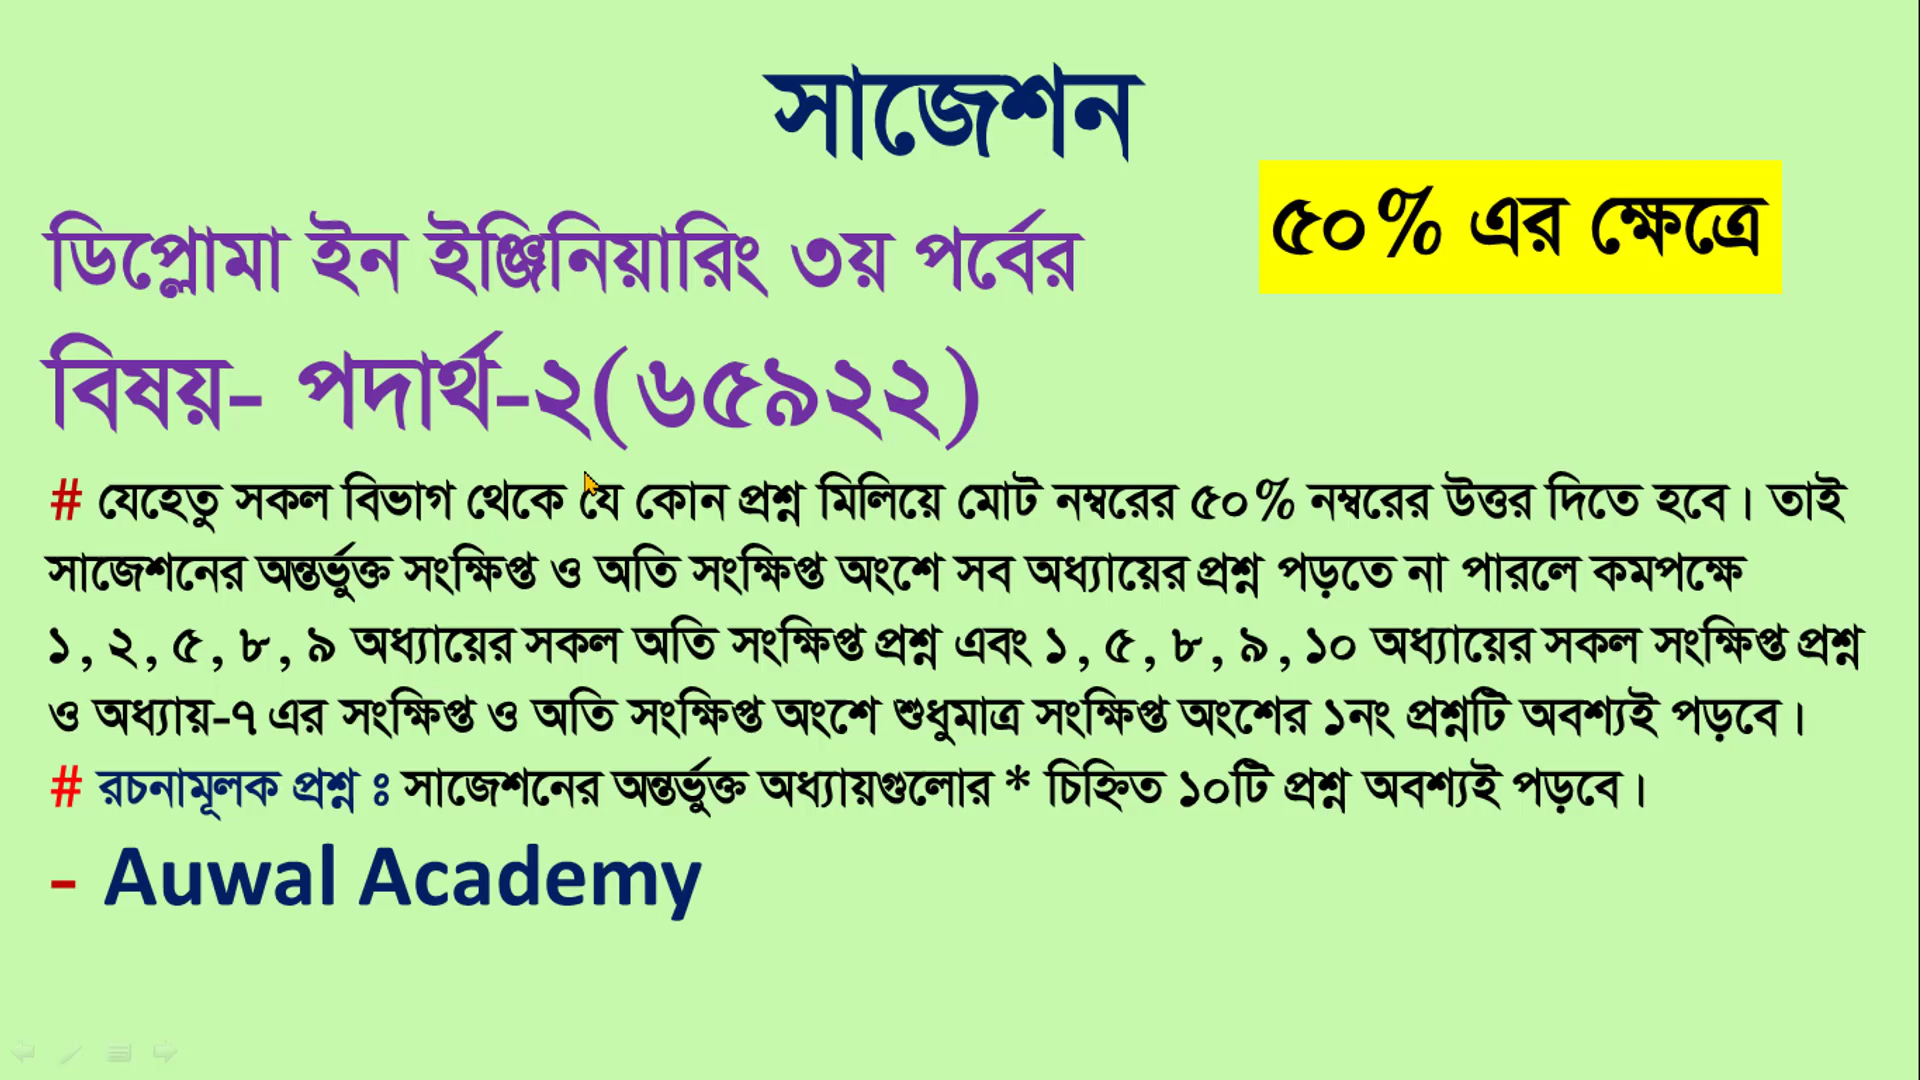 সাজেশন
৫০% এর ক্ষেত্রে
ডিপ্লোমা ইন ইঞ্জিনিয়ারিং ৩য় পর্বের
বিষয়- পদার্থ-২(৬৫৯২২)
# যেহেতু সকল বিভাগ থেকে যে কোন প্রশ্ন মিলিয়ে মোট নম্বরের ৫০% নম্বরের উত্তর দিতে হবে। তাই
সাজেশনের অন্তর্ভুক্ত সংক্ষিপ্ত ও অতি সংক্ষিপ্ত অংশে সব অধ্যায়ের প্রশ্ন পড়তে না পারলে কমপক্ষে
১, ২, ৫, ৮, ৯ অধ্যায়ের সকল অতি সংক্ষিপ্ত প্রশ্ন এবং ১, ৫, ৮, ৯, ১০ অধ্যায়ের সকল সংক্ষিপ্ত প্রশ্ন
ও অধ্যায়-৭ এর সংক্ষিপ্ত ও অতি সংক্ষিপ্ত অংশে শুধুমাত্র সংক্ষিপ্ত অংশের ১নং প্রশ্নটি অবশ্যই পড়বে।
# রচনামূলক প্রশ্ন ঃ সাজেশনের অন্তর্ভুক্ত অধ্যায়গুলোর * চিহ্নিত ১০টি প্রশ্ন অবশ্যই পড়বে।
- Auwal Academy